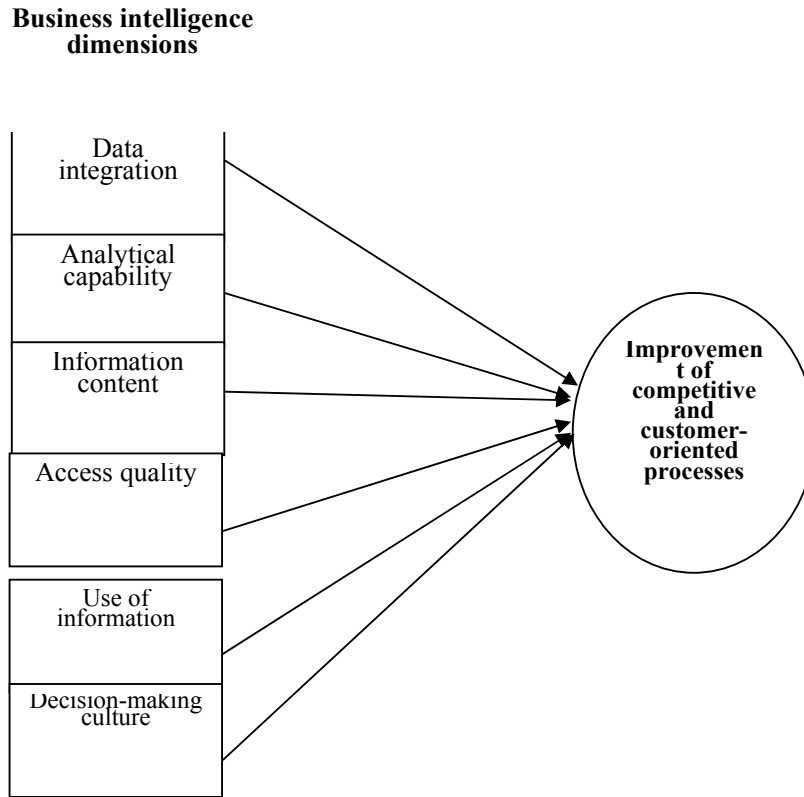 Business intelligence
dimensions
Data
integration
Analytical
capability
Information
content
Access quality
Use of
information
Decision-making
culture
Improvemen
t of
competitive
and
customer-
oriented
processes